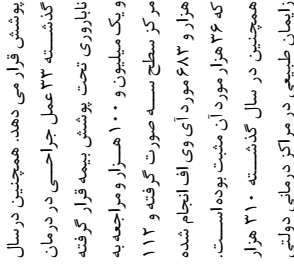 پوشش قرار می دهد. همچنین در سال
گذشته ۳۳ عمل جراحی در درمان
ناباروری تحت پوشش بیمه قرار گرفته
و یک میلیون و ۱۰۰ هزار و مراجعه به
مرکز سطح سه صورت گرفته و ۱۱۲
هزار و ۶۸۳ مورد آی وی اف انجام شده
که ۳۶ هزار مورد آن مثبت بوده است.
همچنین در سال گذشته ۳۱۰ هزار
زایمان طبیعی در مراکز درمانی دولتی